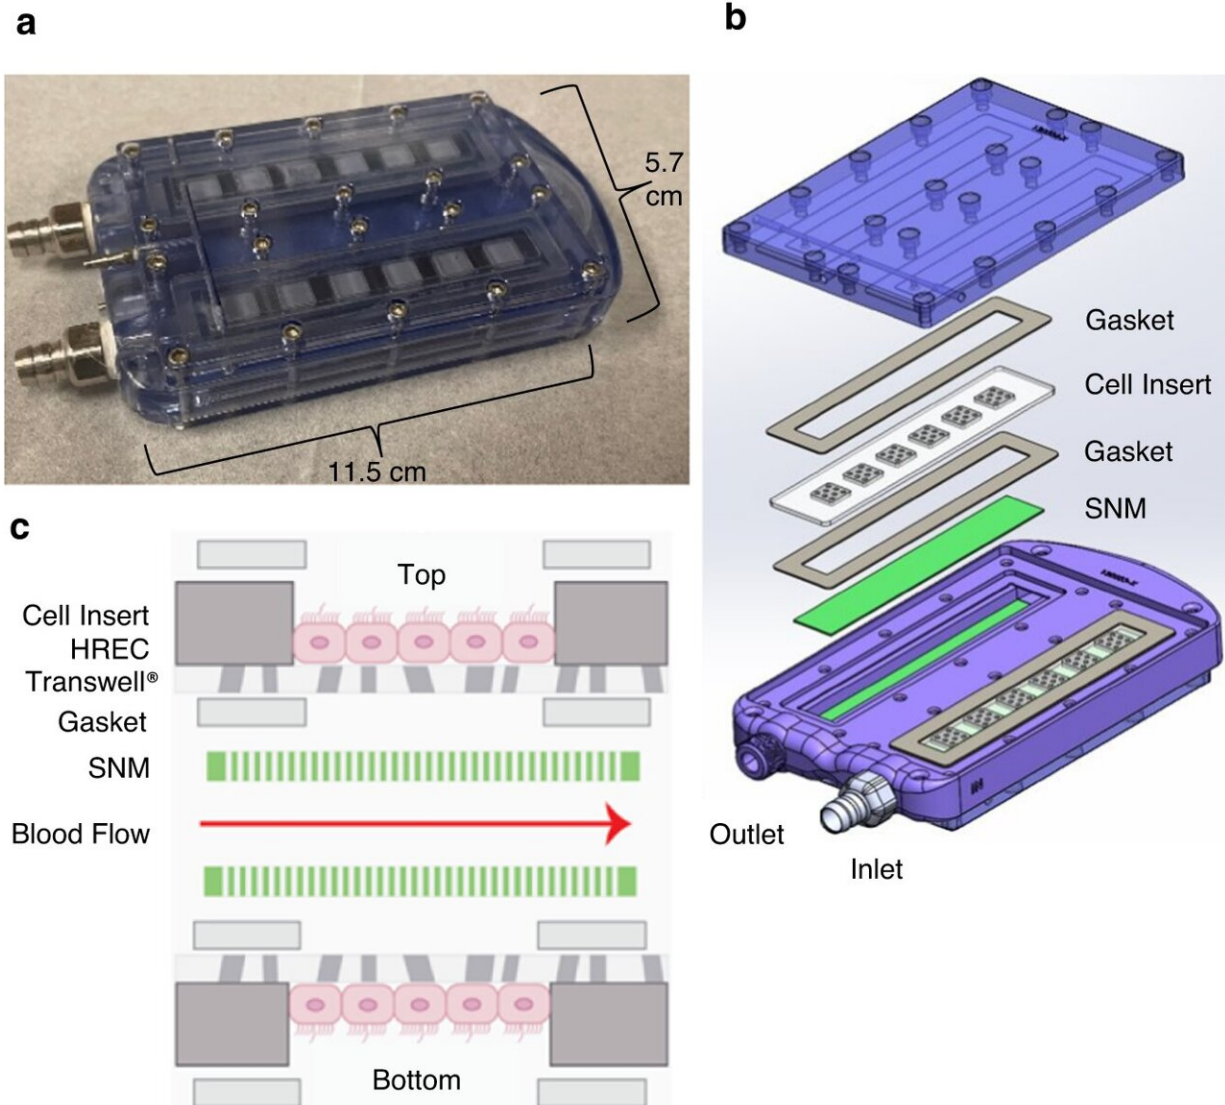 a
5.7
cm
11.5 cm
b
Gasket
Cell Insert
Gasket
SNM
IN
Outlet
Inlet
c
Top
Cell Insert
HREC
Transwell®
Gasket
SNM
Blood Flow
Bottom